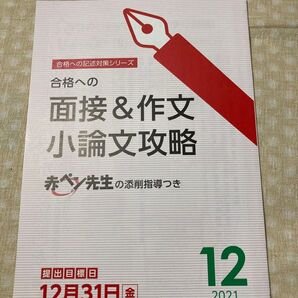 合格への記述対策シリーズ
合格への
面接&作文
小論文攻略
赤ペン先生の添削指導つき
提出目標日
12月31日金
12
2021